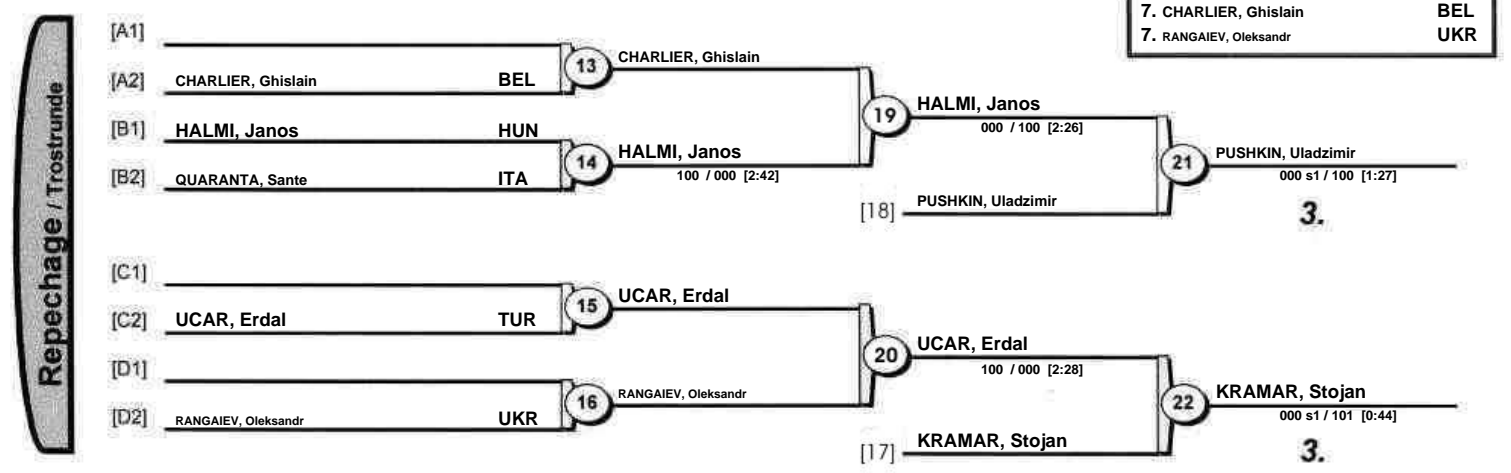 7. CHARLIER, Ghislain BEL
7. RANGAIEV, Oleksandr UKR
Repechage / Trostrunde
[A1]
[A2] CHARLIER, Ghislain BEL
13 CHARLIER, Ghislain
[B1] HALMI, Janos HUN
[B2] QUARANTA, Sante ITA
14 HALMI, Janos
100 / 000 [2:42]
19 HALMI, Janos
000 / 100 [2:26]
[18] PUSHKIN, Uladzimir
21 PUSHKIN, Uladzimir
000 s1 / 100 [1:27]
3.
[C1]
[C2] UCAR, Erdal TUR
15 UCAR, Erdal
[D1]
[D2] RANGAIEV, Oleksandr UKR
16 RANGAIEV, Oleksandr
20 UCAR, Erdal
100 / 000 [2:28]
[17] KRAMAR, Stojan
22 KRAMAR, Stojan
000 s1 / 101 [0:44]
3.